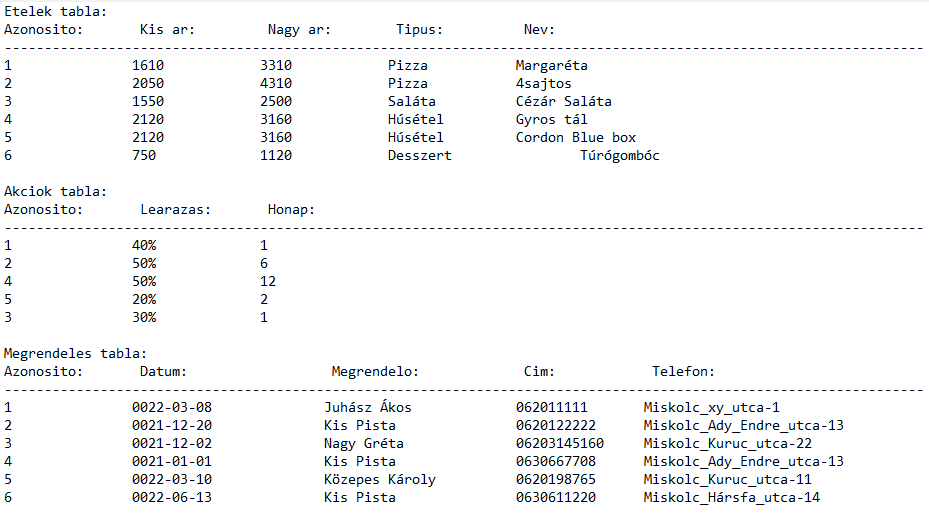 Etelek tabla:
Azonosito: Kis ar: Nagy ar: Tipus: Nev:
-------------------------------------------------------------------------------------------------------------------
1 1610 3310 Pizza Margaréta
2 2050 4310 Pizza 4sajtos
3 1550 2500 Saláta Cézár Saláta
4 2120 3160 Húsétel Gyros tál
5 2120 3160 Húsétel Cordon Blue box
6 750 1120 Desszert Túrógombóc
Akciok tabla:
Azonosito: Learazas: Honap:
-------------------------------------------------------------------------------------------------------------------
1 40% 1
2 50% 6
4 50% 12
5 20% 2
3 30% 1
Megrendeles tabla:
Azonosito: Datum: Megrendelo: Cim: Telefon:
-------------------------------------------------------------------------------------------------------------------
1 0022-03-08 Juhász Ákos 062011111 Miskolc_xy_utca-1
2 0021-12-20 Kis Pista 0620122222 Miskolc_Ady_Endre_utca-13
3 0021-12-02 Nagy Gréta 06203145160 Miskolc_Kuruc_utca-22
4 0021-01-01 Kis Pista 0630667708 Miskolc_Ady_Endre_utca-13
5 0022-03-10 Közepes Károly 0620198765 Miskolc_Kuruc_utca-11
6 0022-06-13 Kis Pista 0630611220 Miskolc_Hársfa_utca-14